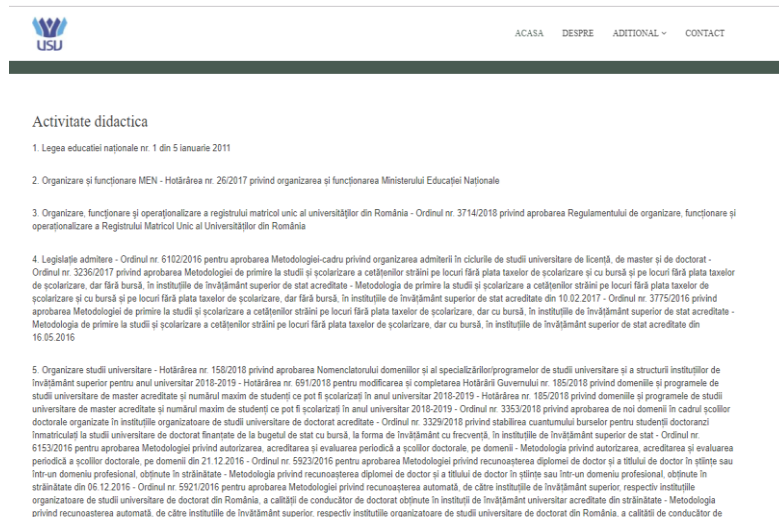 USU
ACASA DESPRE ADITIONAL CONTACT
Activitate didactica
1. Legea educatiei naționale nr. 1 din 5 ianuarie 2011
2. Organizare și funcționare MEN - Hotărârea nr. 26/2017 privind organizarea și funcționarea Ministerului Educației Naționale
3. Organizare, funcționare și operaționalizare a registrului matricol unic al universităților din România - Ordinul nr. 3714/2018 privind aprobarea Regulamentului de organizare, funcționare și
operaționalizare a Registrului Matricol Unic al Universităților din România
4. Legislație admitere - Ordinul nr. 6102/2016 pentru aprobarea Metodologiei-cadru privind organizarea admiterii în ciclurile de studii universitare de licență, de master și de doctorat -
Ordinul nr. 3236/2017 privind aprobarea Metodologiei de primire la studii și școlarizare a cetățenilor străini pe locuri fără plata taxelor de școlarizare și cu bursă și pe locuri fără plata taxelor
de școlarizare, dar fără bursă, în instituțiile de învățământ superior de stat acreditate - Metodologia de primire la studii și școlarizare a cetățenilor străini pe locuri fără plata taxelor de
școlarizare și cu bursă și pe locuri fără plata taxelor de școlarizare, dar fără bursă, în instituțiile de învățământ superior de stat acreditate din 10.02.2017 - Ordinul nr. 3775/2016 privind
aprobarea Metodologiei de primire la studii și școlarizare a cetățenilor străini pe locuri fără plata taxelor de școlarizare, dar cu bursă, în instituțiile de învățământ superior de stat acreditate -
Metodologia de primire la studii și școlarizare a cetățenilor străini pe locuri fără plata taxelor de școlarizare, dar cu bursă, în instituțiile de învățământ superior de stat acreditate din
16.05.2016
5. Organizare studii universitare - Hotărârea nr. 158/2018 privind aprobarea Nomenclatorului domeniilor și al specializărilor/programelor de studii universitare și a structurii instituțiilor de
învățământ superior pentru anul universitar 2018-2019 - Hotărârea nr. 691/2018 pentru modificarea și completarea Hotărârii Guvernului nr. 185/2018 privind domeniile și programele de
studii universitare de master acreditate și numărul maxim de studenți ce pot fi școlarizați în anul universitar 2018-2019 - Hotărârea nr. 185/2018 privind domeniile și programele de studii
universitare de master acreditate și numărul maxim de studenți ce pot fi școlarizați în anul universitar 2018-2019 - Ordinul nr. 3353/2018 privind aprobarea de noi domenii în cadrul școlilor
doctorale organizate în instituțiile organizatoare de studii universitare de doctorat acreditate - Ordinul nr. 3329/2018 privind stabilirea cuantumului burselor pentru studenții doctoranzi
înmatriculați la studii universitare de doctorat finanțate de la bugetul de stat cu bursă, la forma de învățământ cu frecvență, în instituțiile de învățământ superior de stat - Ordinul nr.
6153/2016 pentru aprobarea Metodologiei privind autorizarea, acreditarea și evaluarea periodică a școlilor doctorale, pe domenii - Metodologia privind autorizarea, acreditarea și evaluarea
periodică a școlilor doctorale, pe domenii din 21.12.2016 - Ordinul nr. 5923/2016 pentru aprobarea Metodologiei privind recunoașterea diplomei de doctor și a titlului de doctor în științe sau
într-un domeniu profesional, obținute în străinătate - Metodologia privind recunoașterea diplomei de doctor și a titlului de doctor în științe sau într-un domeniu profesional, obținute în
străinătate din 06.12.2016 - Ordinul nr. 5921/2016 pentru aprobarea Metodologiei privind recunoașterea automată, de către instituțiile de învățământ superior, respectiv instituțiile
organizatoare de studii universitare de doctorat din România, a calității de conducător de doctorat obținute în instituții de învățământ universitar acreditate din străinătate - Metodologia
privind recunoașterea automată, de către instituțiile de învățământ superior, respectiv instituțiile organizatoare de studii universitare de doctorat din România, a calității de conducător de